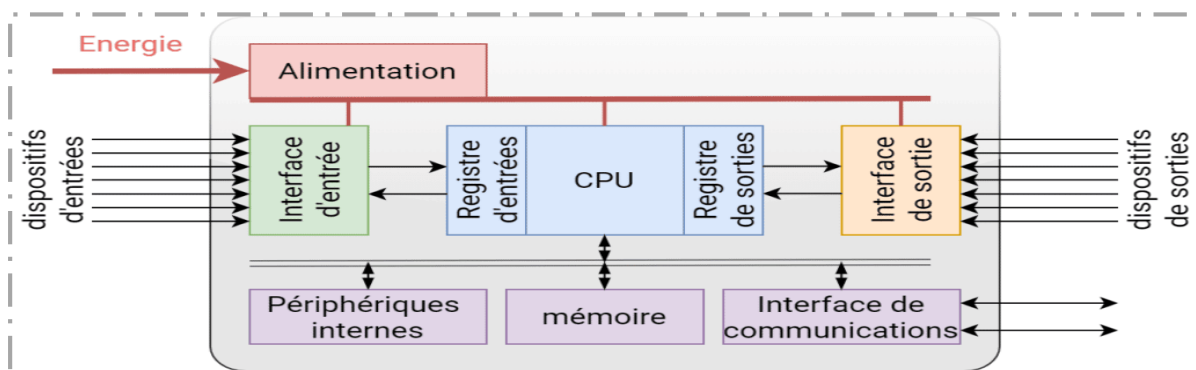 Energie
Alimentation
dispositifs
d'entrées
Interface
d'entrée
Registre
d'entrées
CPU
Registre
de sorties
Interface
de sortie
dispositifs
de sorties
Périphériques
internes
mémoire
Interface de
communications